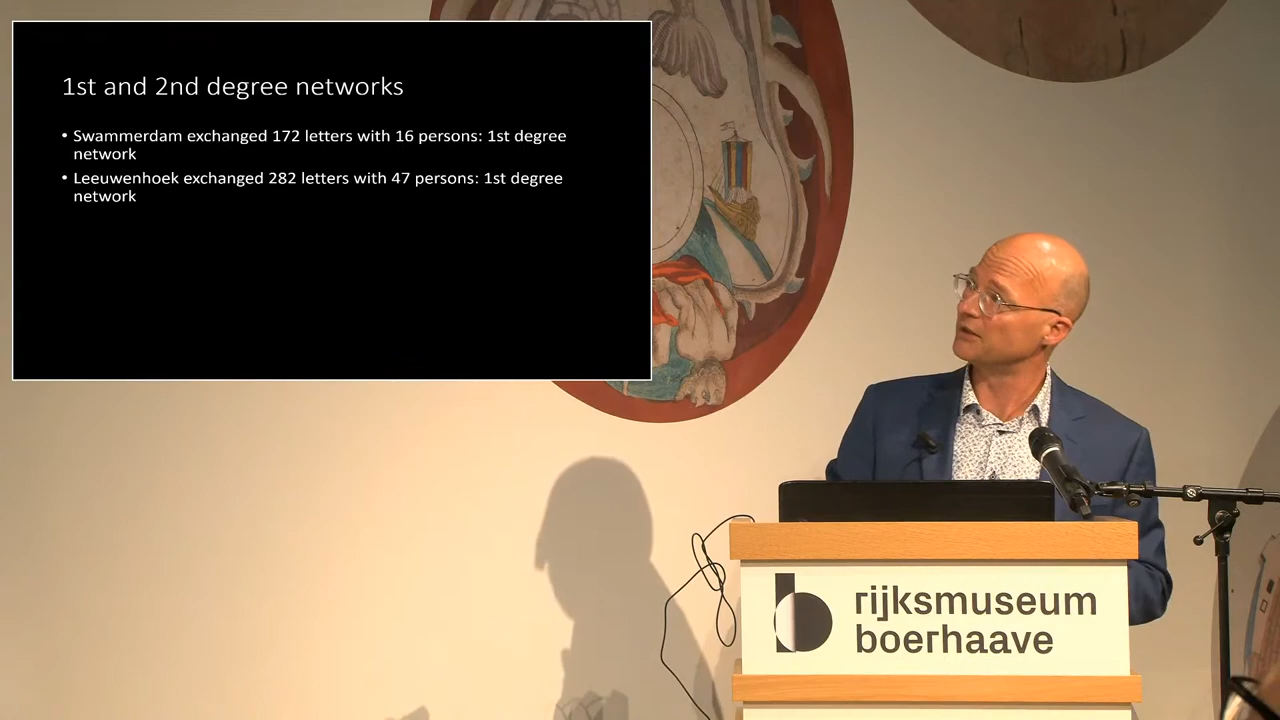 1st and 2nd degree networks
• Swammerdam exchanged 172 letters with 16 persons: 1st degree
network
• Leeuwenhoek exchanged 282 letters with 47 persons: 1st degree
network
rijksmuseum
boerhaave